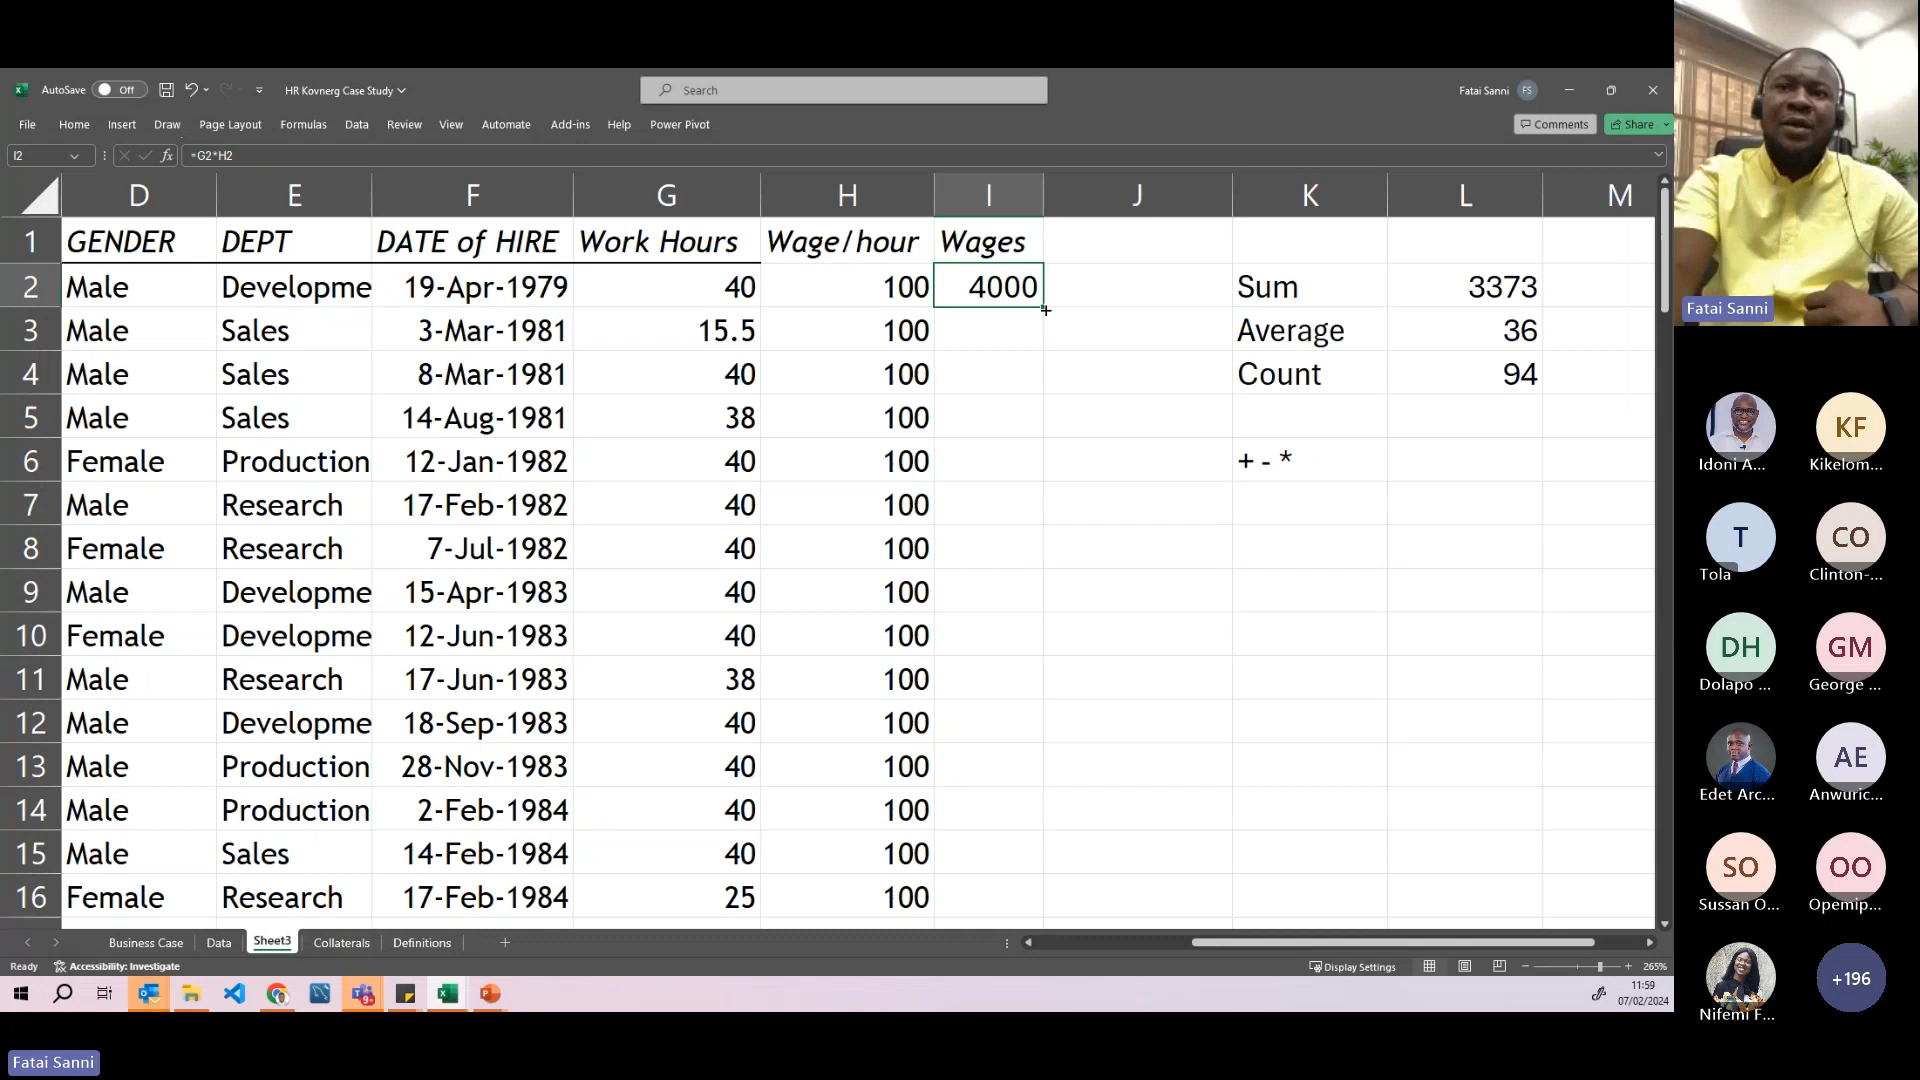 AutoSave Off HR Kovnerg Case Study Search Fatai Sanni FS
File Home Insert Draw Page Layout Formulas Data Review View Automate Add-ins Help Power Pivot Comments Share
I2 fx =G2*H2
D E F G H I J K L M
1 GENDER DEPT DATE of HIRE Work Hours Wage/hour Wages
2 Male Developme 19-Apr-1979 40 100 4000 Sum 3373
3 Male Sales 3-Mar-1981 15.5 100 Average 36
4 Male Sales 8-Mar-1981 40 100 Count 94
5 Male Sales 14-Aug-1981 38 100
6 Female Production 12-Jan-1982 40 100 + - *
7 Male Research 17-Feb-1982 40 100
8 Female Research 7-Jul-1982 40 100
9 Male Developme 15-Apr-1983 40 100
10 Female Developme 12-Jun-1983 40 100
11 Male Research 17-Jun-1983 38 100
12 Male Developme 18-Sep-1983 40 100
13 Male Production 28-Nov-1983 40 100
14 Male Production 2-Feb-1984 40 100
15 Male Sales 14-Feb-1984 40 100
16 Female Research 17-Feb-1984 25 100
Business Case Data Sheet3 Collaterals Definitions +
Ready Accessibility: Investigate Display Settings 265%
11:59
07/02/2024
Fatai Sanni
Fatai Sanni
KF
Idoni A... Kikelom...
T CO
Tola Clinton-...
DH GM
Dolapo ... George ...
AE
Edet Arc... Anwuric...
SO OO
Sussan O... Opemip...
+196
Nifemi F...